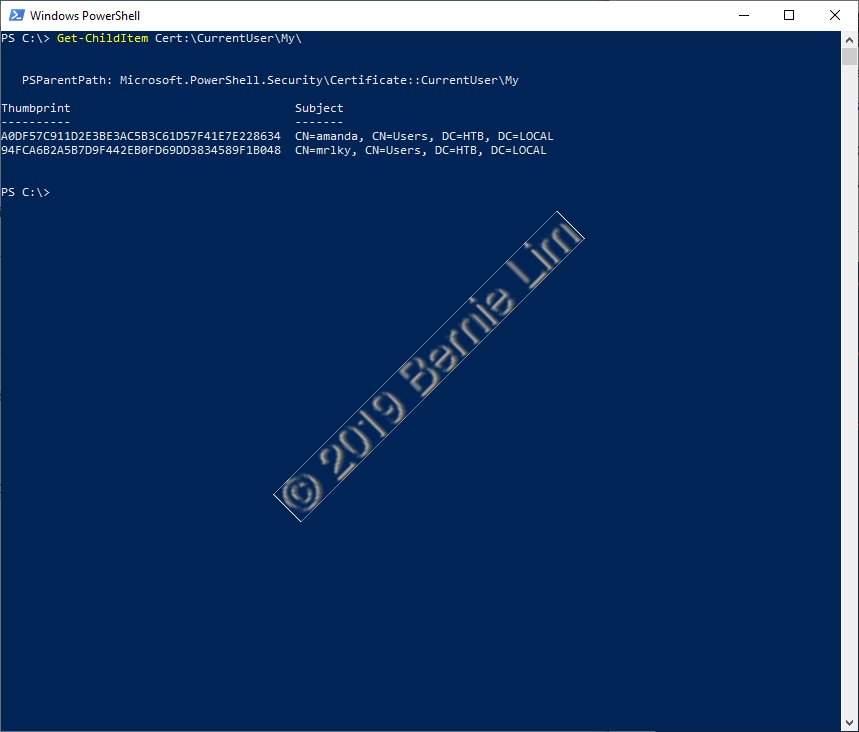 Windows PowerShell
PS C:\> Get-ChildItem Cert:\CurrentUser\My\
PSParentPath: Microsoft.PowerShell.Security\Certificate::CurrentUser\My
Thumbprint                                Subject
----------                                -------
A0DF57C911D2E3BE3AC5B3C61D57F41E7E228634  CN=amanda, CN=Users, DC=HTB, DC=LOCAL
94FCA6B2A5B7D9F442EB0FD69DD3834589F1B048  CN=mrlky, CN=Users, DC=HTB, DC=LOCAL
PS C:\>
© 2019 Bernie Lim